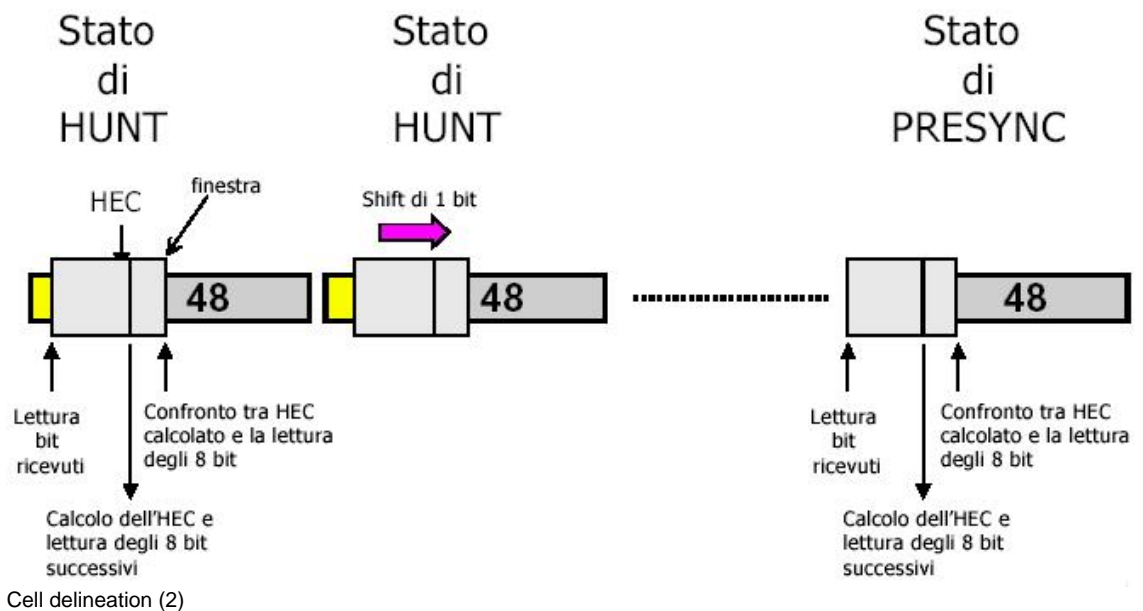 Stato
di
HUNT
Stato
di
HUNT
Stato
di
PRESYNC
HEC
finestra
Shift di 1 bit
48
48
48
Lettura
bit
ricevuti
Confronto tra HEC
calcolato e la lettura
degli 8 bit
Calcolo dell'HEC e
lettura degli 8 bit
successivi
Lettura
bit
ricevuti
Confronto tra HEC
calcolato e la lettura
degli 8 bit
Calcolo dell'HEC e
lettura degli 8 bit
successivi
Cell delineation (2)